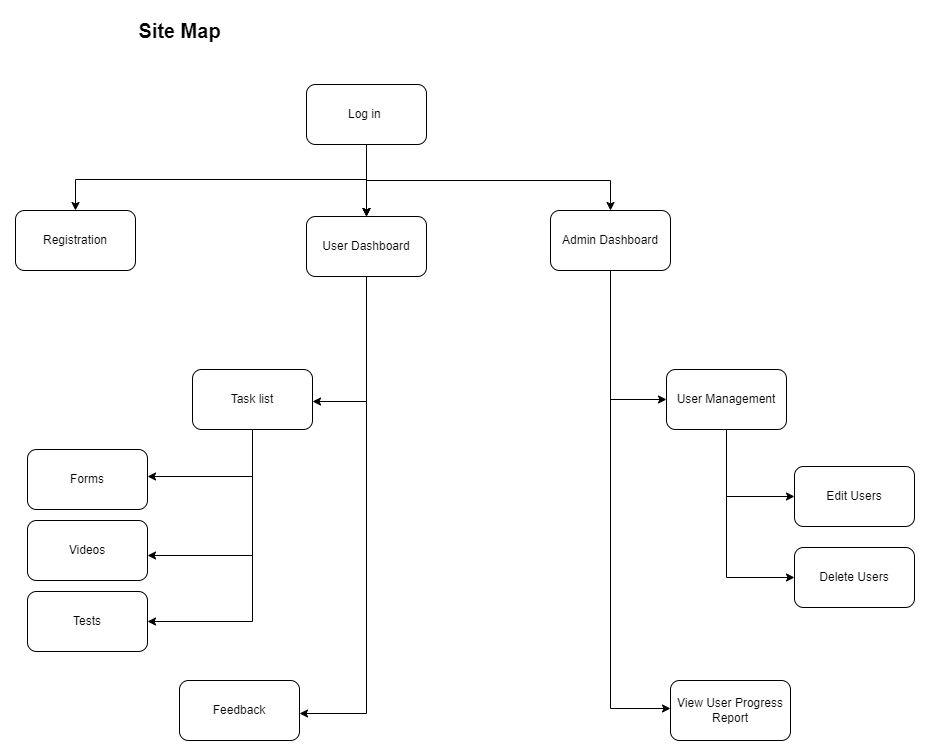 Site Map
Log in
Registration
User Dashboard
Admin Dashboard
Task list
User Management
Forms
Edit Users
Videos
Delete Users
Tests
Feedback
View User Progress
Report